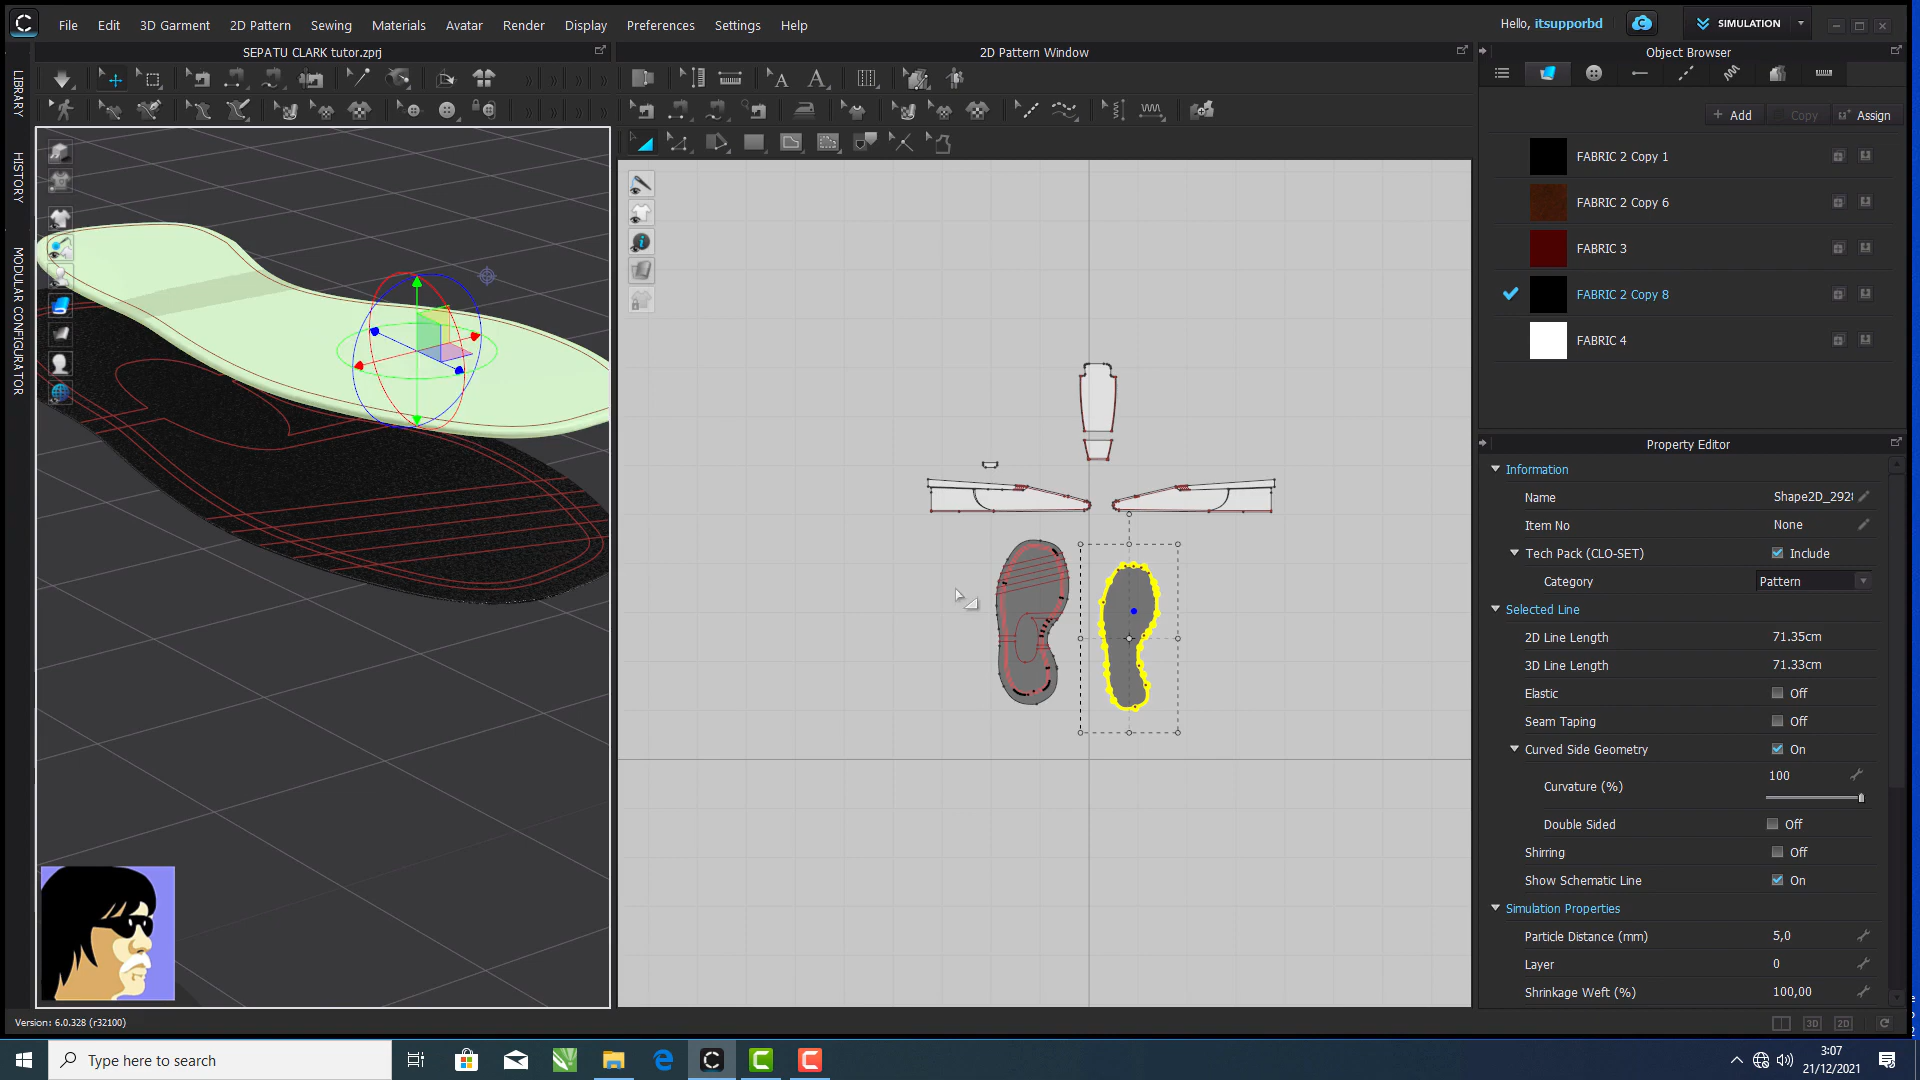 File Edit 3D Garment 2D Pattern Sewing Materials Avatar Render Display Preferences Settings Help
Hello, itsupporbd
SIMULATION
SEPATU CLARK tutor.zprj
2D Pattern Window
Object Browser
LIBRARY
HISTORY
MODULAR CONFIGURATOR
+ Add
Copy
Assign
FABRIC 2 Copy 1
FABRIC 2 Copy 6
FABRIC 3
FABRIC 2 Copy 8
FABRIC 4
Property Editor
Information
Name Shape2D_292
Item No None
Tech Pack (CLO-SET) Include
Category Pattern
Selected Line
2D Line Length 71.35cm
3D Line Length 71.33cm
Elastic Off
Seam Taping Off
Curved Side Geometry On
Curvature (%) 100
Double Sided Off
Shirring Off
Show Schematic Line On
Simulation Properties
Particle Distance (mm) 5,0
Layer 0
Shrinkage Weft (%) 100,00
Version: 6.0.328 (r32100)
3D 2D
Type here to search
3:07
21/12/2021